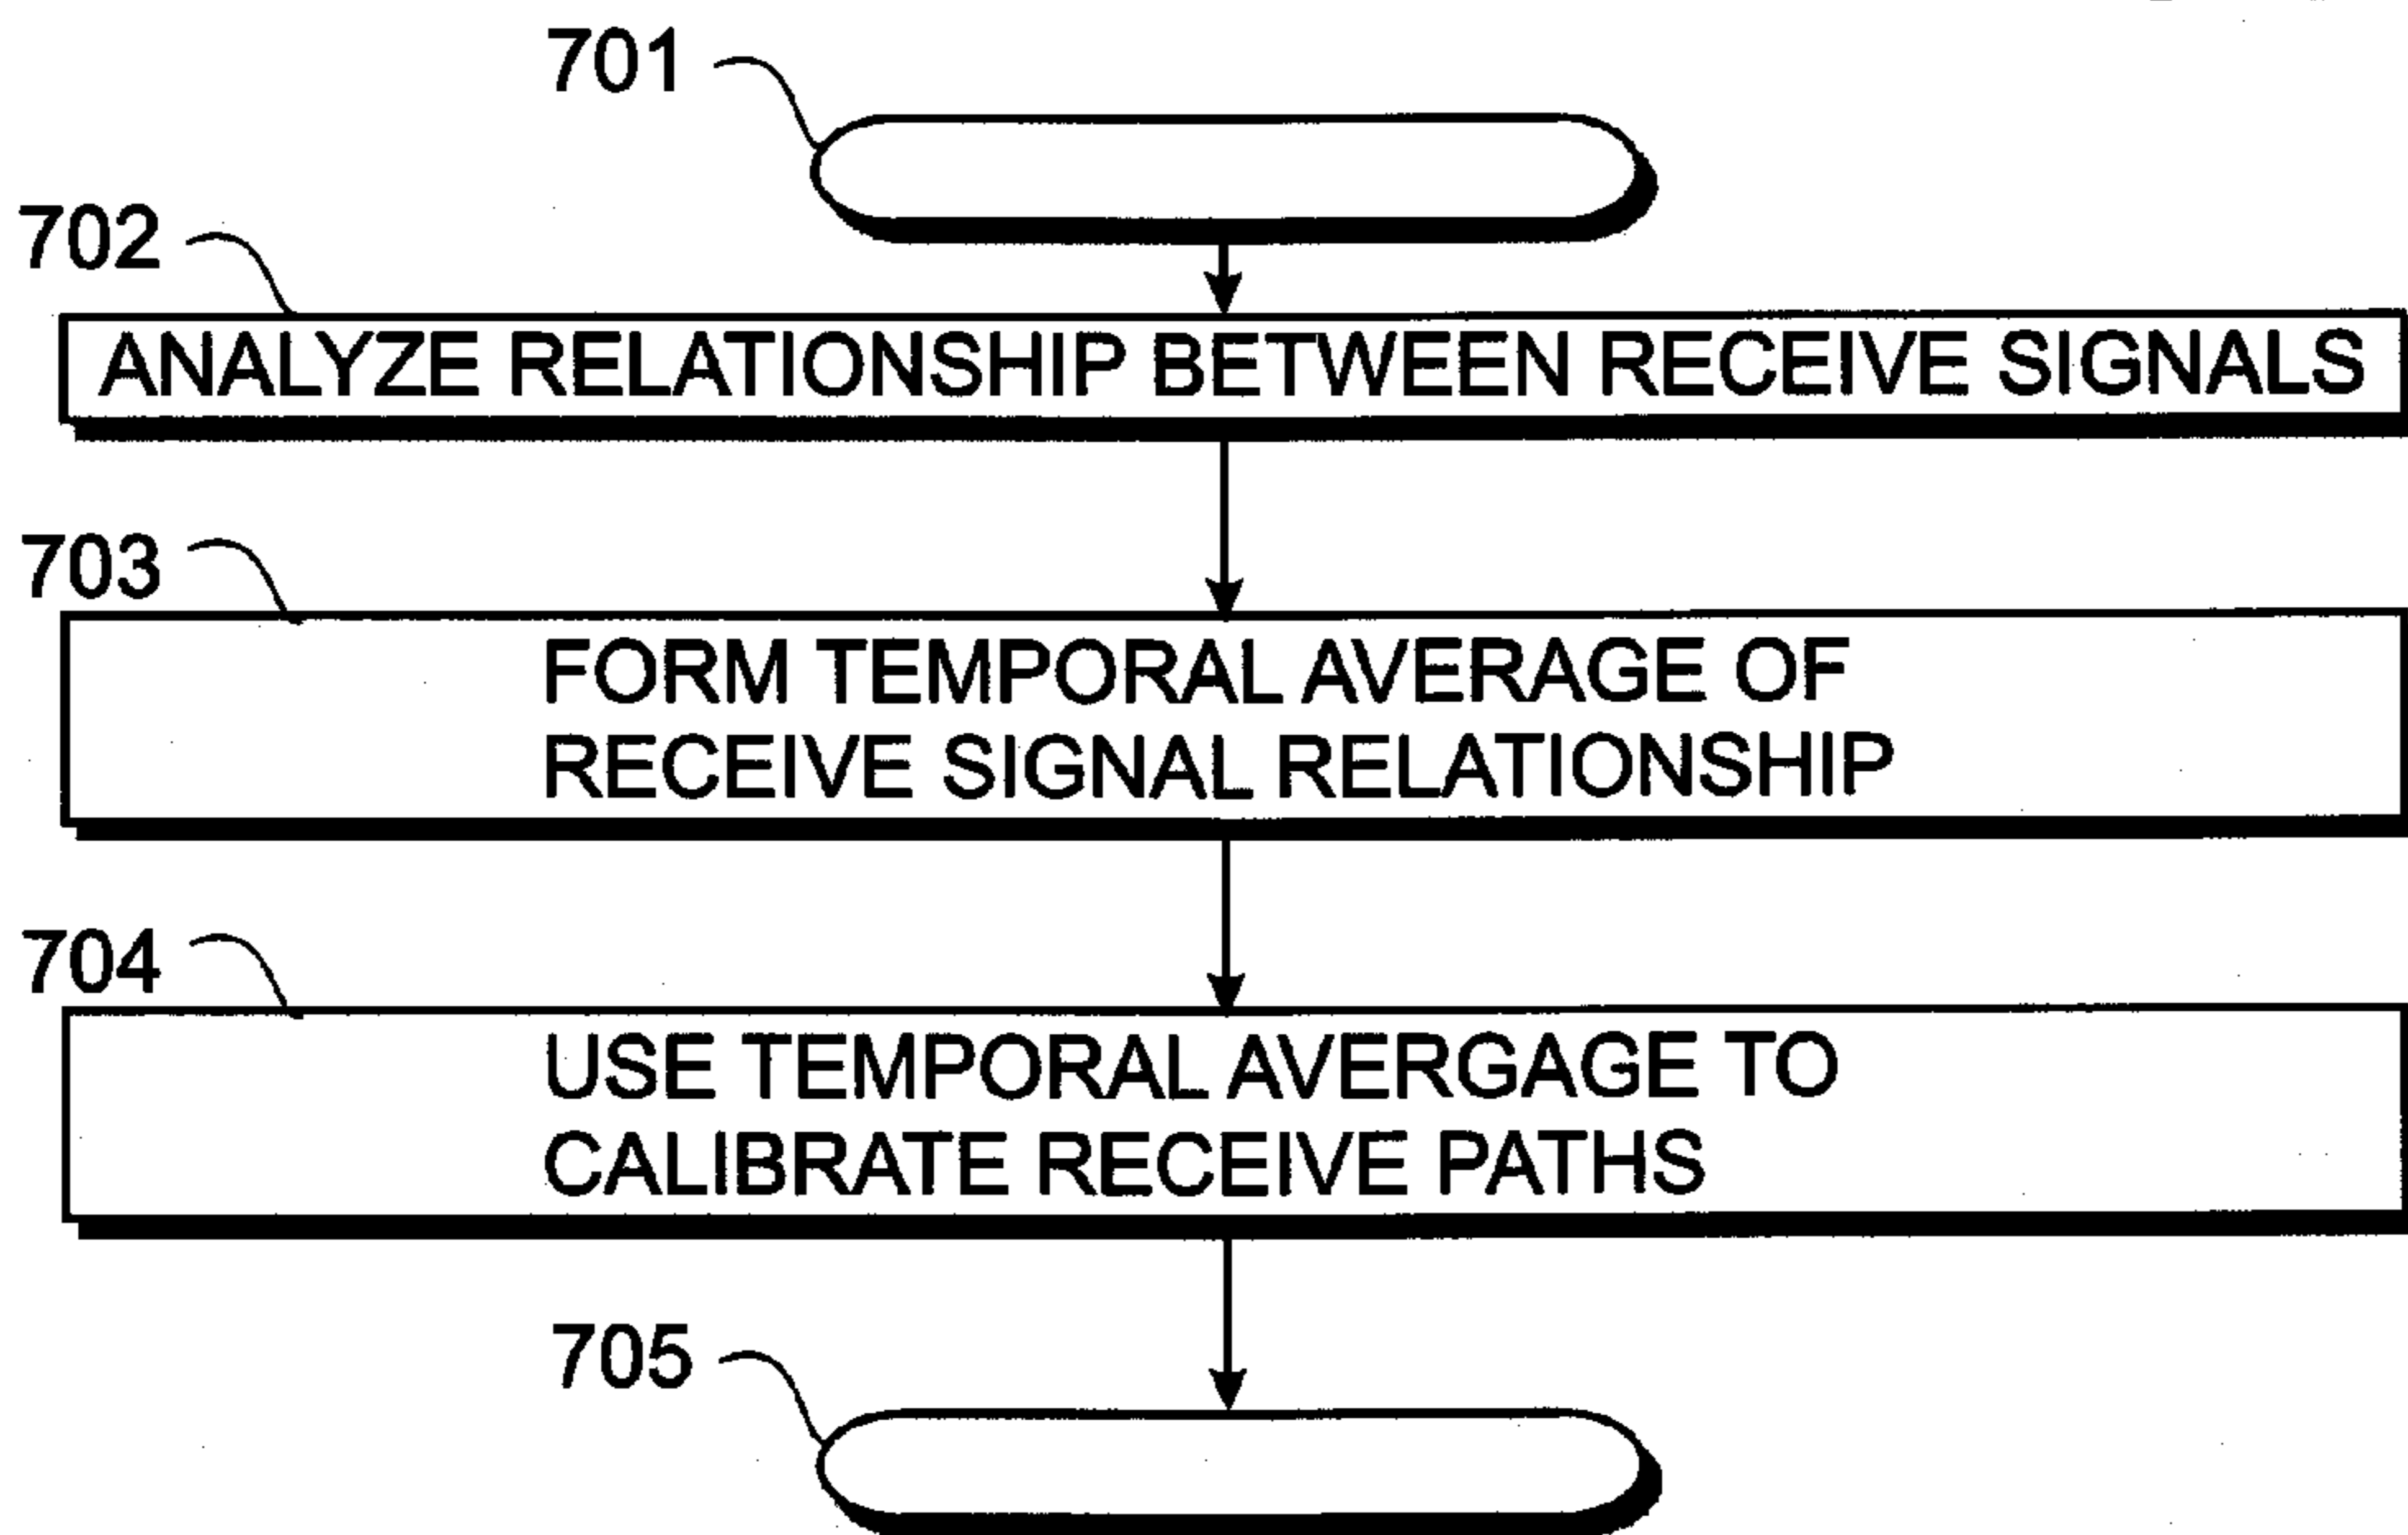 701
702
ANALYZE RELATIONSHIP BETWEEN RECEIVE SIGNALS
703
FORM TEMPORAL AVERAGE OF
RECEIVE SIGNAL RELATIONSHIP
704
USE TEMPORAL AVERGAGE TO
CALIBRATE RECEIVE PATHS
705